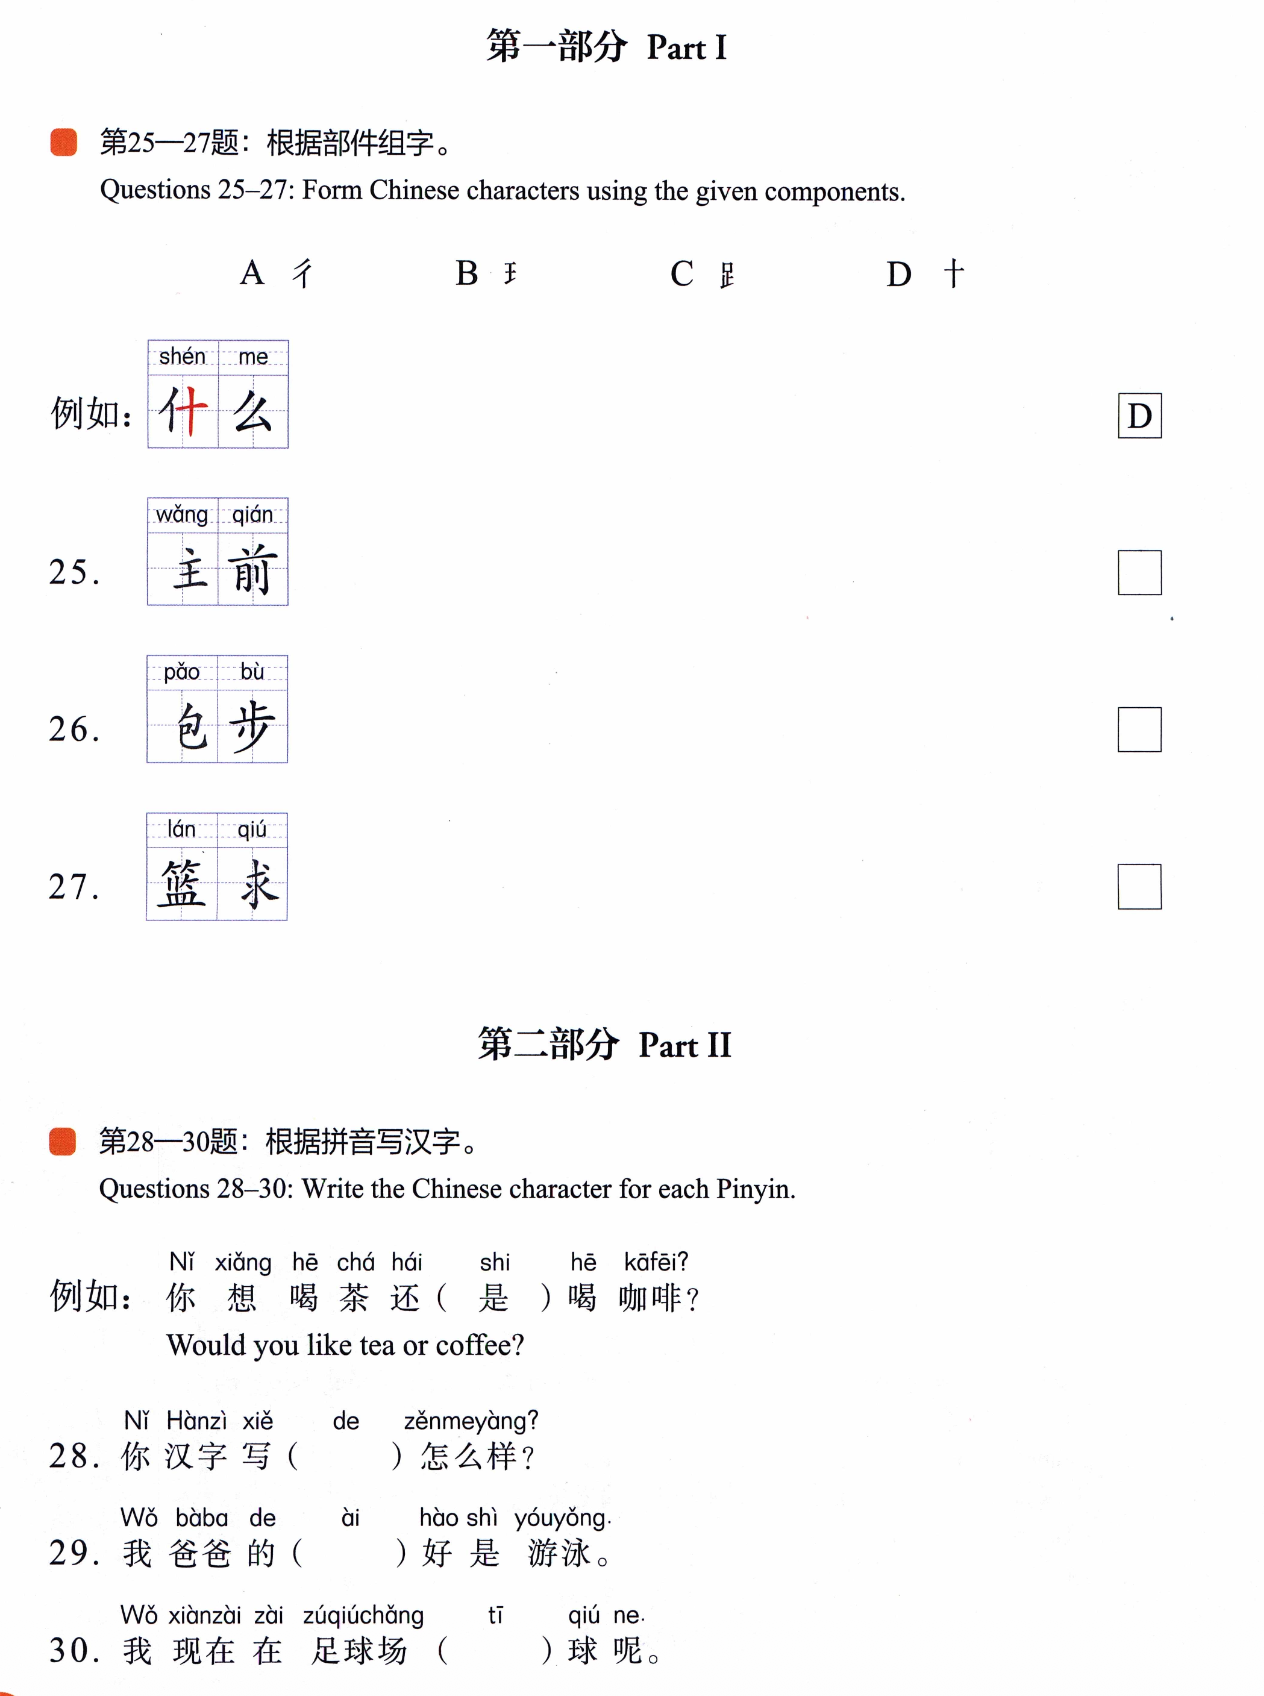 第一部分 Part I
第25—27题：根据部件组字。
Questions 25–27: Form Chinese characters using the given components.
A 彳 B 𤣩 C 𧾷 D 十
shén me
例如：什么 D
wǎng qián
25. 主前
pǎo bù
26. 包步
lán qiú
27. 篮求
第二部分 Part II
第28—30题：根据拼音写汉字。
Questions 28–30: Write the Chinese character for each Pinyin.
Nǐ xiǎng hē chá hái shi hē kāfēi?
例如：你想喝茶还（是）喝咖啡？
Would you like tea or coffee?
Nǐ Hànzì xiě de zěnmeyàng?
28. 你汉字写（ ）怎么样？
Wǒ bàba de ài hào shì yóuyǒng.
29. 我爸爸的（ ）好是游泳。
Wǒ xiànzài zài zúqiúchǎng tī qiú ne.
30. 我现在在足球场（ ）球呢。